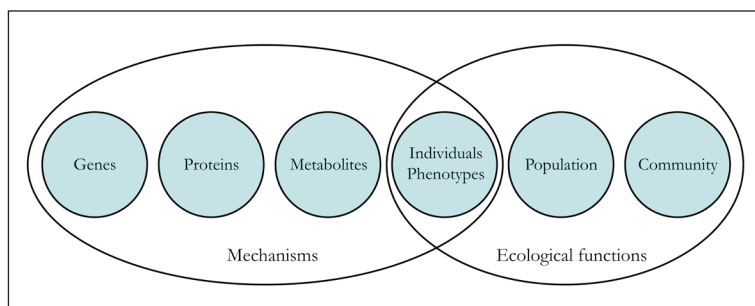 Genes
Proteins
Metabolites
Individuals
Phenotypes
Population
Community
Mechanisms
Ecological functions